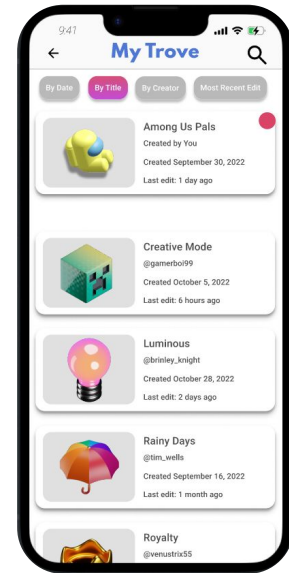 9:41
My Trove
By Date By Title By Creator Most Recent Edit
Among Us Pals
Created by You
Created September 30, 2022
Last edit: 1 day ago
Creative Mode
@gamerboi99
Created October 5, 2022
Last edit: 6 hours ago
Luminous
@brinley_knight
Created October 28, 2022
Last edit: 2 days ago
Rainy Days
@tim_wells
Created September 16, 2022
Last edit: 1 month ago
Royalty
@venustrix55